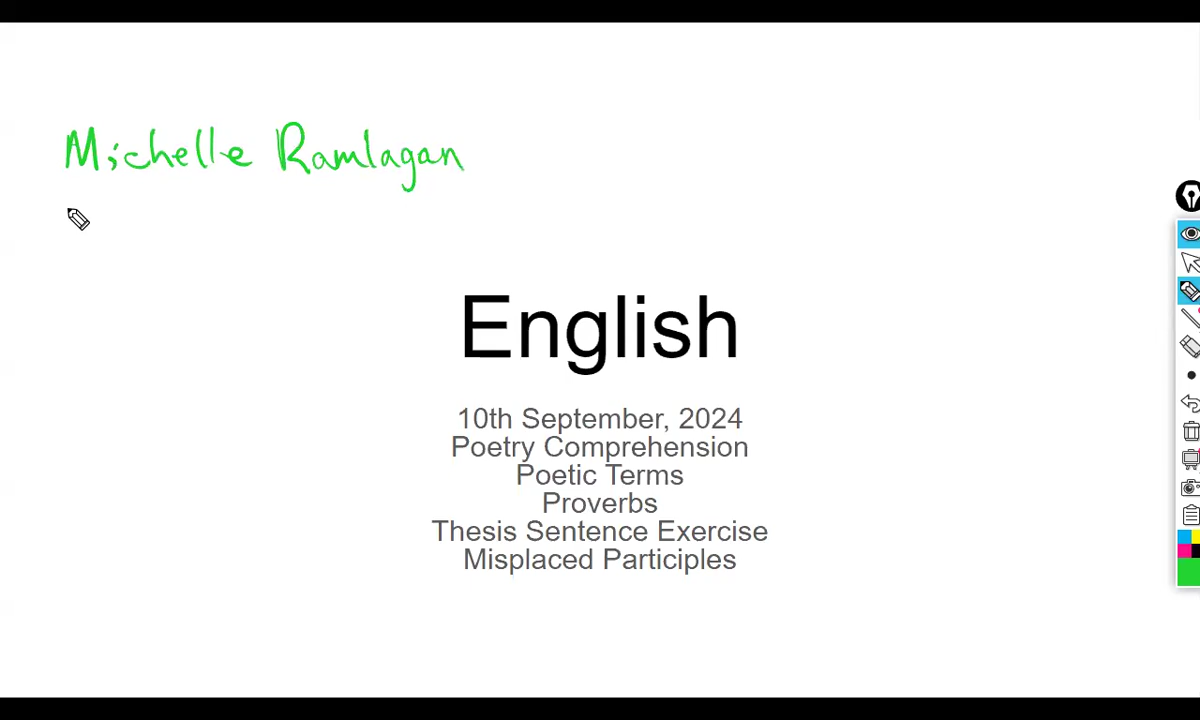 Michelle Ramlagan
English
10th September, 2024
Poetry Comprehension
Poetic Terms
Proverbs
Thesis Sentence Exercise
Misplaced Participles